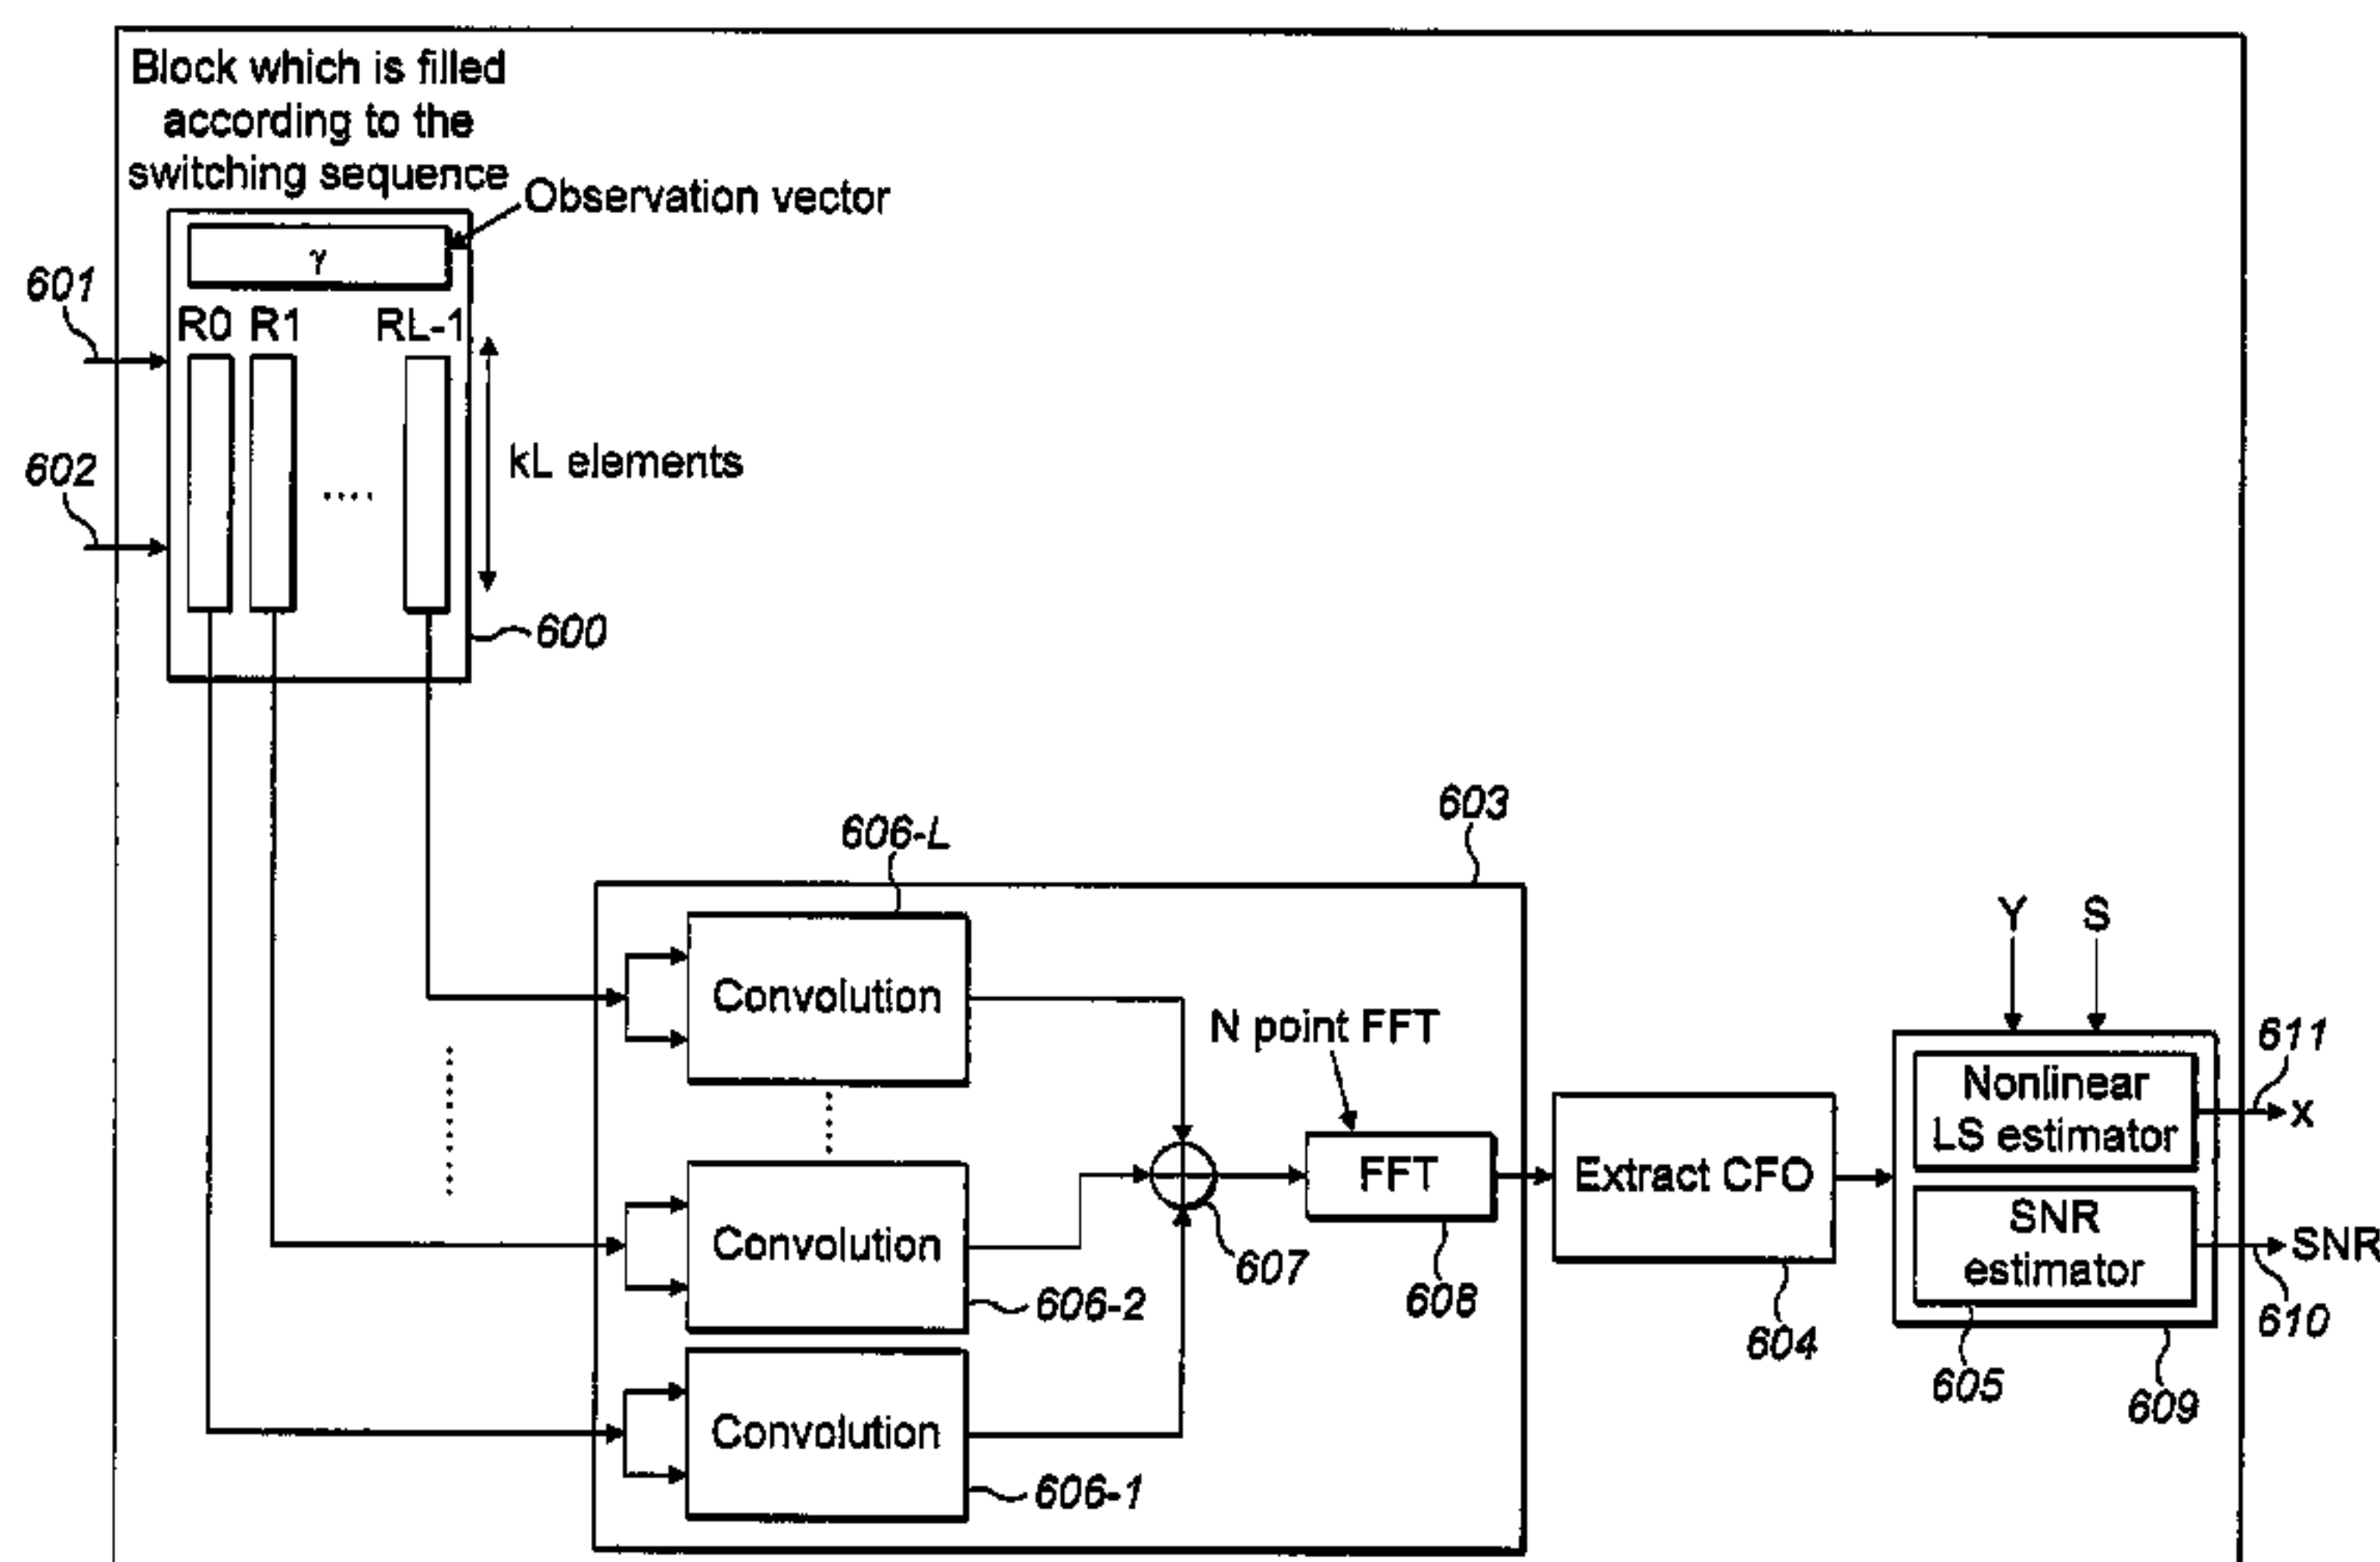 Block which is filled
according to the
switching sequence
Observation vector
γ
601
R0 R1 RL-1
602
kL elements
600
603
606-L
Convolution
N point FFT
Y S
611
Nonlinear
LS estimator
x
Convolution
FFT
Extract CFO
SNR
estimator
SNR
607
608
606-2
604
605
609
610
Convolution
606-1